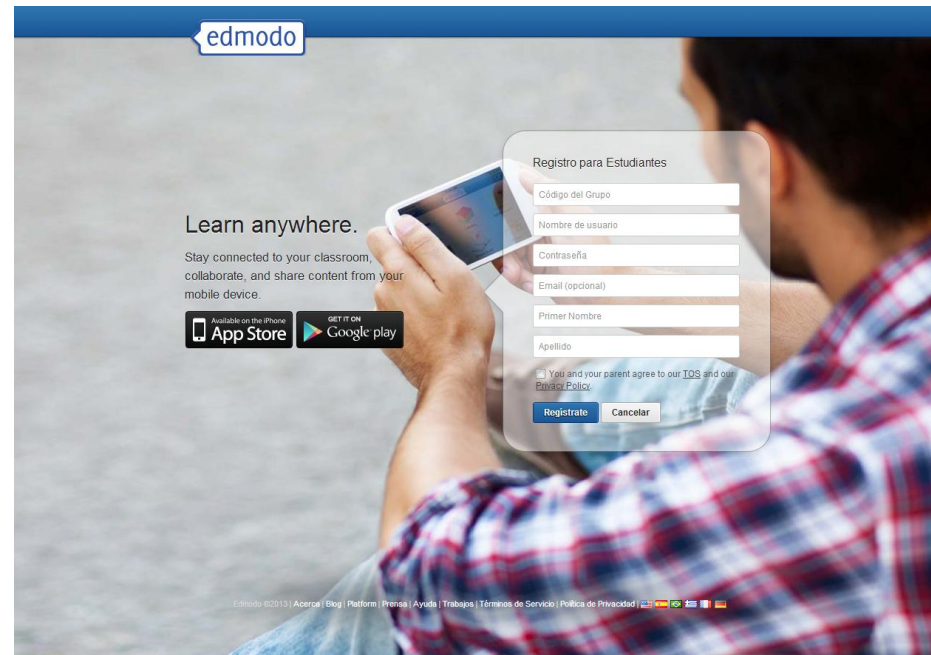 edmodo
Learn anywhere.
Stay connected to your classroom,
collaborate, and share content from your
mobile device.
Available on the iPhone
App Store
GET IT ON
Google play
Registro para Estudiantes
Código del Grupo
Nombre de usuario
Contraseña
Email (opcional)
Primer Nombre
Apellido
You and your parent agree to our TOS and our
Privacy Policy.
Registrate Cancelar
Edmodo ©2013 | Acerca | Blog | Platform | Prensa | Ayuda | Trabajos | Términos de Servicio | Política de Privacidad |